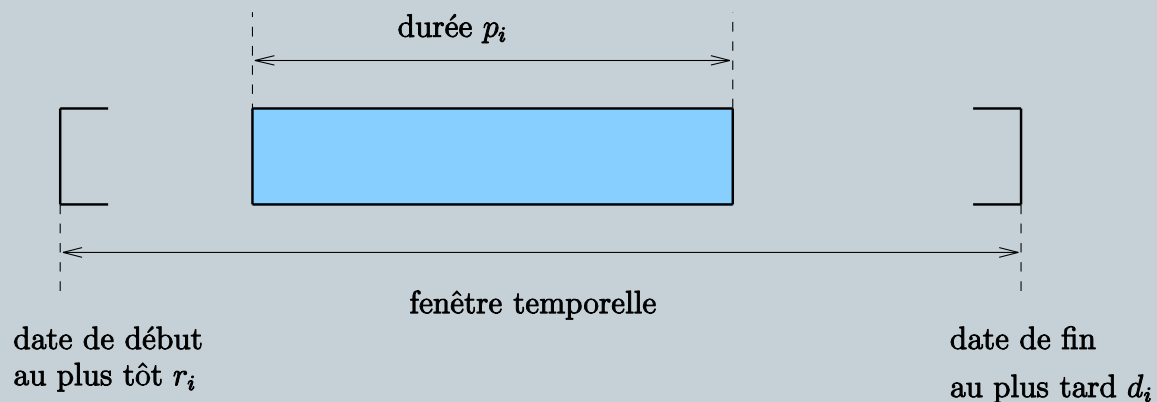 durée p_i
fenêtre temporelle
date de début
au plus tôt r_i
date de fin
au plus tard d_i